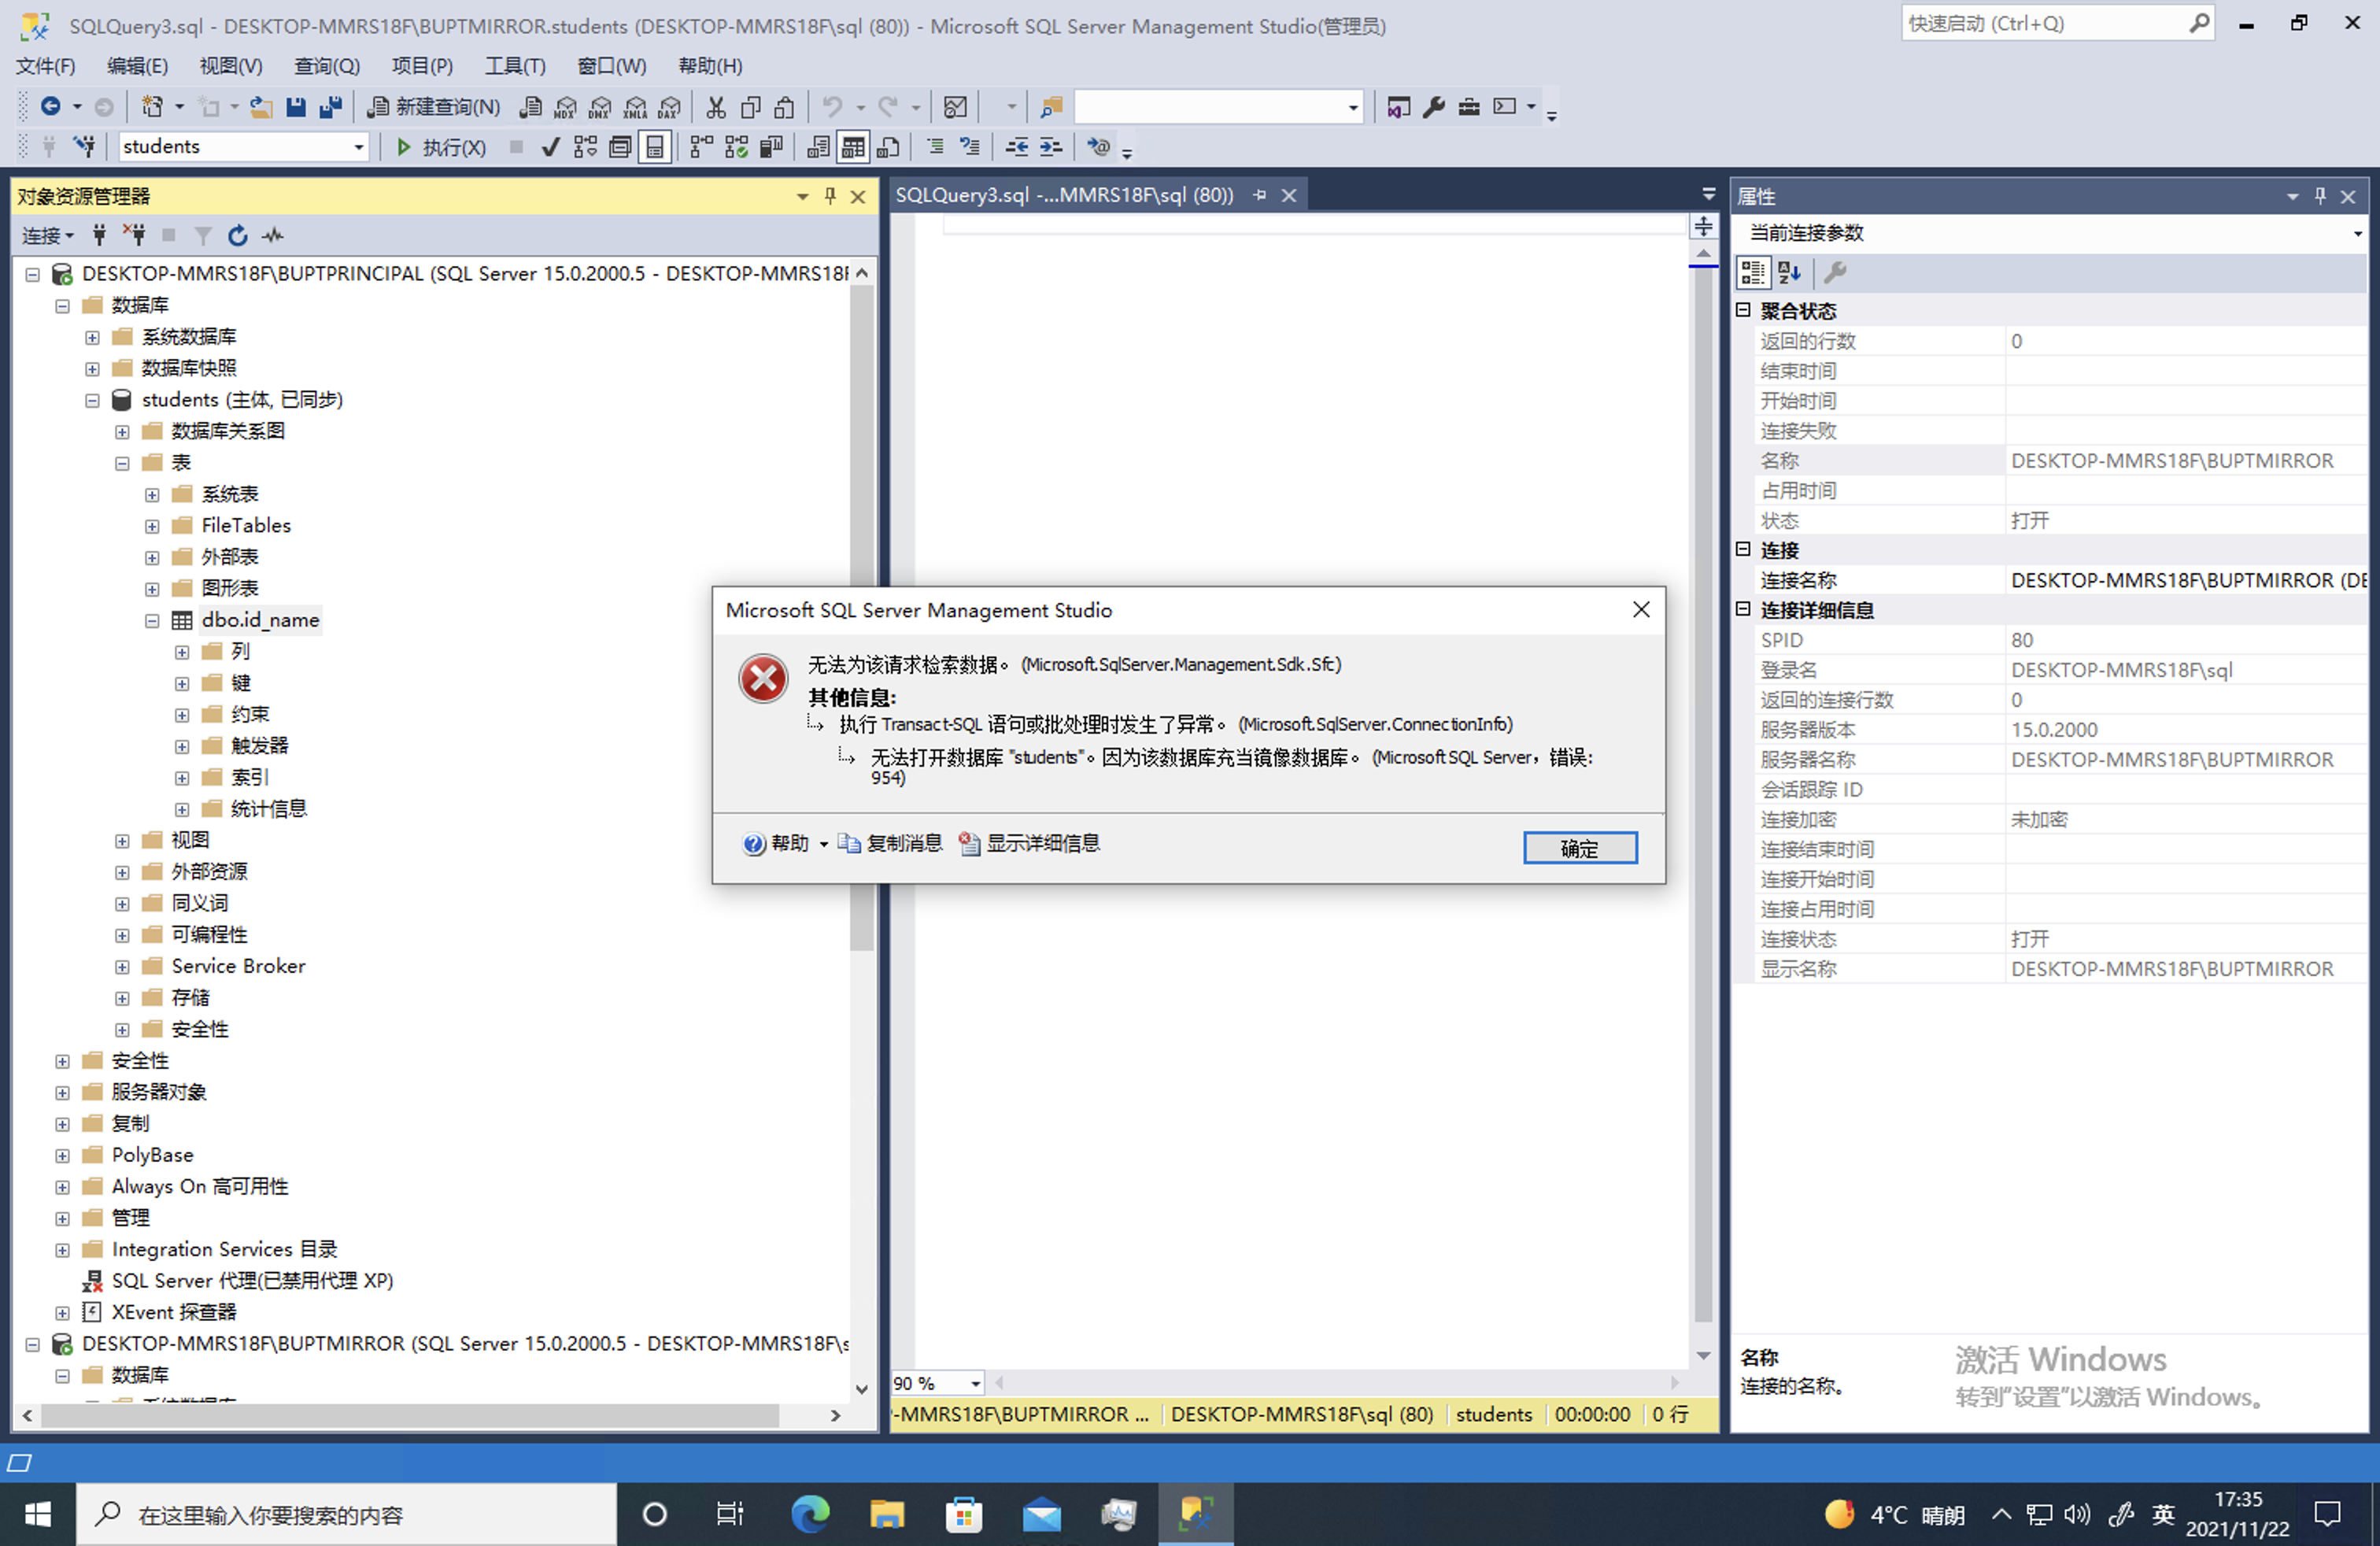 SQLQuery3.sql - DESKTOP-MMRS18F\BUPTMIRROR.students (DESKTOP-MMRS18F\sql (80)) - Microsoft SQL Server Management Studio(管理员)
快速启动 (Ctrl+Q)
文件(F) 编辑(E) 视图(V) 查询(Q) 项目(P) 工具(T) 窗口(W) 帮助(H)
新建查询(N) MDX DMX XMLA DAX
students 执行(X)
对象资源管理器
连接
DESKTOP-MMRS18F\BUPTPRINCIPAL (SQL Server 15.0.2000.5 - DESKTOP-MMRS18F
数据库
系统数据库
数据库快照
students (主体, 已同步)
数据库关系图
表
系统表
FileTables
外部表
图形表
dbo.id_name
列
键
约束
触发器
索引
统计信息
视图
外部资源
同义词
可编程性
Service Broker
存储
安全性
安全性
服务器对象
复制
PolyBase
Always On 高可用性
管理
Integration Services 目录
SQL Server 代理(已禁用代理 XP)
XEvent 探查器
DESKTOP-MMRS18F\BUPTMIRROR (SQL Server 15.0.2000.5 - DESKTOP-MMRS18F\s
数据库
系统数据库
SQLQuery3.sql -...MMRS18F\sql (80))
90 %
-MMRS18F\BUPTMIRROR ... DESKTOP-MMRS18F\sql (80) students 00:00:00 0 行
Microsoft SQL Server Management Studio
无法为该请求检索数据。 (Microsoft.SqlServer.Management.Sdk.Sfc)
其他信息:
执行 Transact-SQL 语句或批处理时发生了异常。 (Microsoft.SqlServer.ConnectionInfo)
无法打开数据库 "students"。因为该数据库充当镜像数据库。 (Microsoft SQL Server，错误:
954)
帮助 复制消息 显示详细信息 确定
属性
当前连接参数
聚合状态
返回的行数 0
结束时间
开始时间
连接失败
名称 DESKTOP-MMRS18F\BUPTMIRROR
占用时间
状态 打开
连接
连接名称 DESKTOP-MMRS18F\BUPTMIRROR (DE
连接详细信息
SPID 80
登录名 DESKTOP-MMRS18F\sql
返回的连接行数 0
服务器版本 15.0.2000
服务器名称 DESKTOP-MMRS18F\BUPTMIRROR
会话跟踪 ID
连接加密 未加密
连接结束时间
连接开始时间
连接占用时间
连接状态 打开
显示名称 DESKTOP-MMRS18F\BUPTMIRROR
名称
连接的名称。
激活 Windows
转到"设置"以激活 Windows。
在这里输入你要搜索的内容
4°C 晴朗 英
17:35
2021/11/22